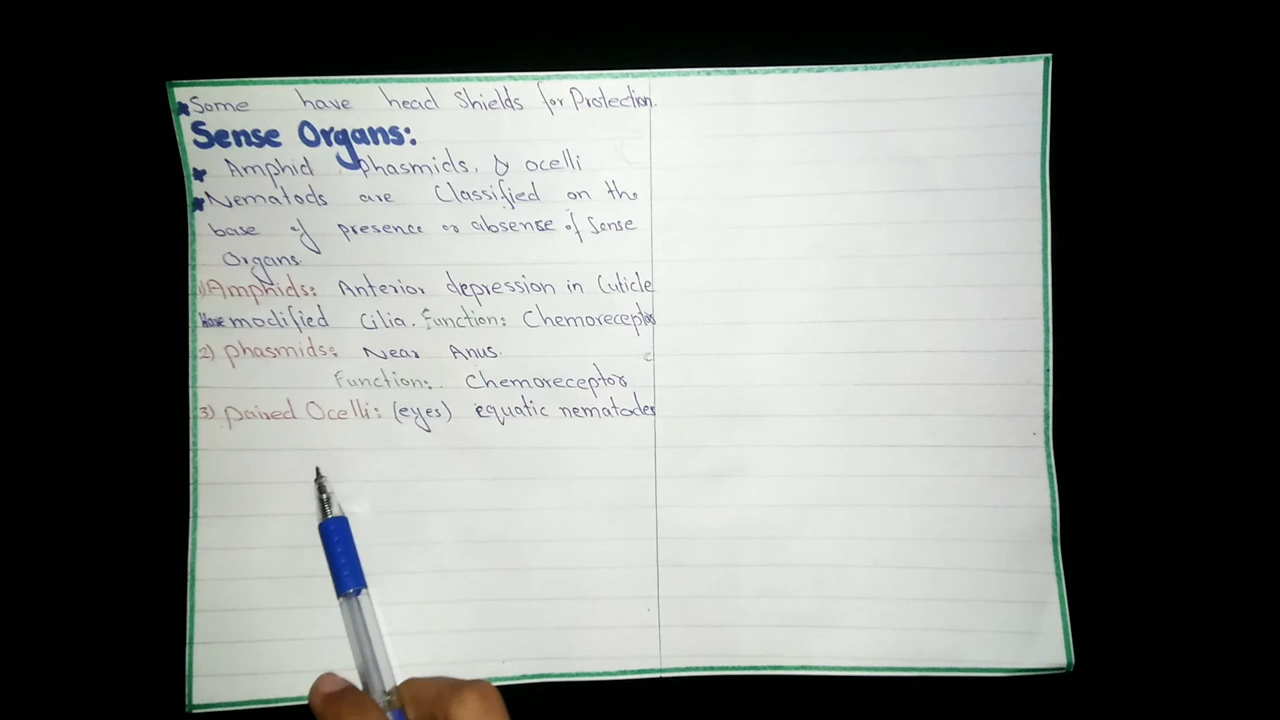 *Some have head Shields for Protection.
Sense Organs:
* Amphid phasmids, & ocelli
*Nematods are Classified on the
base of presence or absense of Sense
Organs.
1) Amphids: Anterior depression in Cuticle
Have modified Cilia. Function: Chemoreceptor
2) phasmids: Near Anus.
Function: Chemoreceptor
3) paired Ocelli: (eyes) equatic nematodes